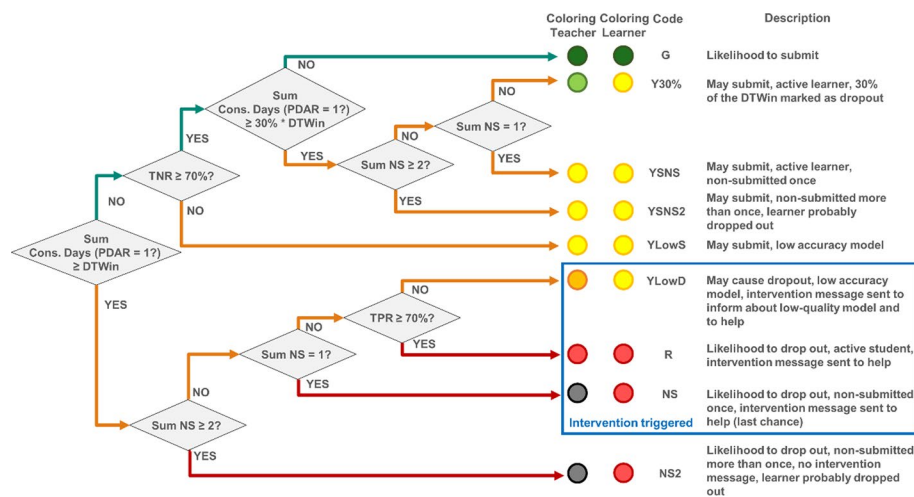 Coloring Coloring Code Description
Teacher Learner
G Likelihood to submit
NO
Y30% May submit, active learner, 30%
of the DTWin marked as dropout
NO
Sum
Cons. Days (PDAR = 1?)
≥ 30% * DTWin
NO
Sum NS = 1?
YES
YES
YES
Sum NS ≥ 2?
YSNS May submit, active learner,
non-submitted once
TNR ≥ 70%?
YES
YSNS2 May submit, non-submitted more
than once, learner probably
dropped out
NO
NO
YLowS May submit, low accuracy model
Sum
Cons. Days (PDAR = 1?)
≥ DTWin
YES
NO
YLowD May cause dropout, low accuracy
model, intervention message sent to
inform about low-quality model and
to help
TPR ≥ 70%?
NO
Sum NS = 1?
YES
R Likelihood to drop out, active student,
intervention message sent to help
YES
NO
NS Likelihood to drop out, non-submitted
once, intervention message sent to
help (last chance)
Intervention triggered
Sum NS ≥ 2?
YES
NS2 Likelihood to drop out, non-submitted
more than once, no intervention
message, learner probably dropped
out